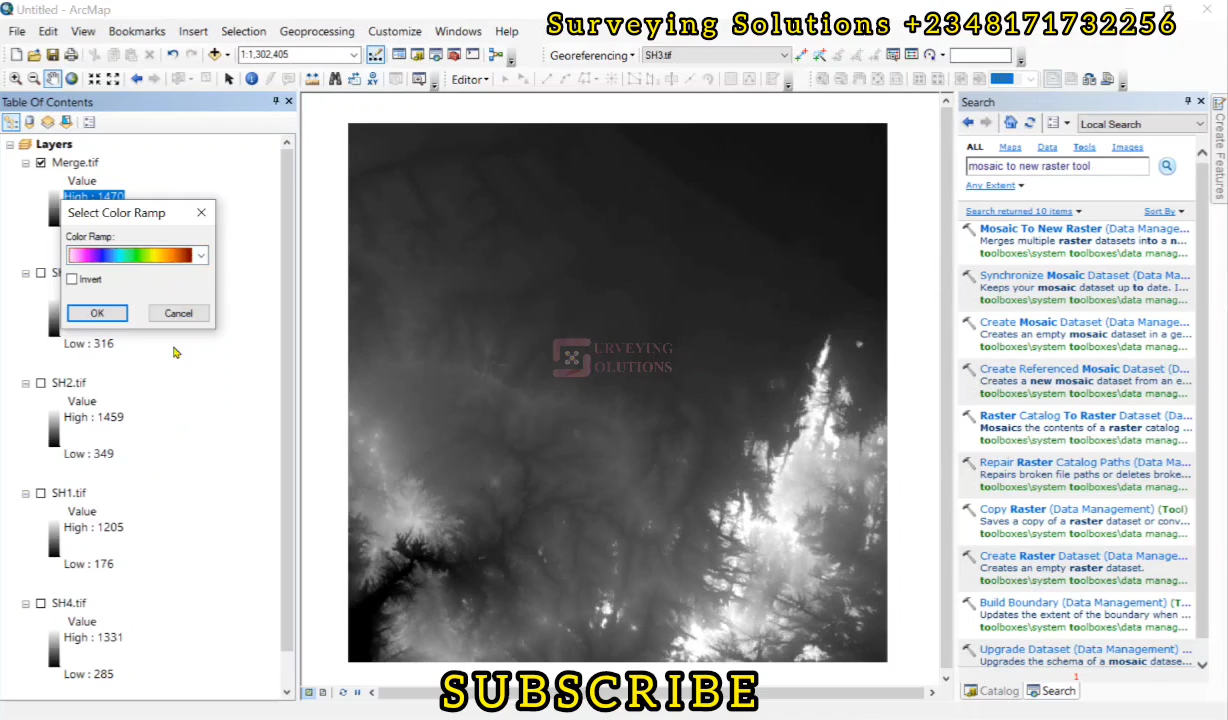 Untitled - ArcMap
Surveying Solutions +2348171732256
File Edit View Bookmarks Insert Selection Geoprocessing Customize Windows Help
1:1,302,405
Georeferencing
SH3.tif
Editor
Table Of Contents
Layers
Merge.tif
Value
High : 1470
Select Color Ramp
Color Ramp:
Invert
OK
Cancel
Low : 316
SH2.tif
Value
High : 1459
Low : 349
SH1.tif
Value
High : 1205
Low : 176
SH4.tif
Value
High : 1331
Low : 285
URVEYING
OLUTIONS
SUBSCRIBE
Search
Local Search
ALL Maps Data Tools Images
mosaic to new raster tool
Any Extent
Search returned 10 items
Sort By
Mosaic To New Raster (Data Manage...
Merges multiple raster datasets into a n...
toolboxes\system toolboxes\data manag...
Synchronize Mosaic Dataset (Data Ma...
Keeps your mosaic dataset up to date. I...
toolboxes\system toolboxes\data manag...
Create Mosaic Dataset (Data Managem...
Creates an empty mosaic dataset in a ge...
toolboxes\system toolboxes\data manag...
Create Referenced Mosaic Dataset (D...
Creates a new mosaic dataset from an e...
toolboxes\system toolboxes\data manag...
Raster Catalog To Raster Dataset (Da...
Mosaics the contents of a raster catalog ...
toolboxes\system toolboxes\data manag...
Repair Raster Catalog Paths (Data Ma...
Repairs broken file paths or deletes broke...
toolboxes\system toolboxes\data manag...
Copy Raster (Data Management) (Tool)
Saves a copy of a raster dataset or conv...
toolboxes\system toolboxes\data manag...
Create Raster Dataset (Data Manage...
Creates an empty raster dataset.
toolboxes\system toolboxes\data manag...
Build Boundary (Data Management) (T...
Updates the extent of the boundary when ...
toolboxes\system toolboxes\data manag...
Upgrade Dataset (Data Management) ...
Upgrades the schema of a mosaic datase...
1
Catalog
Search
Create Features